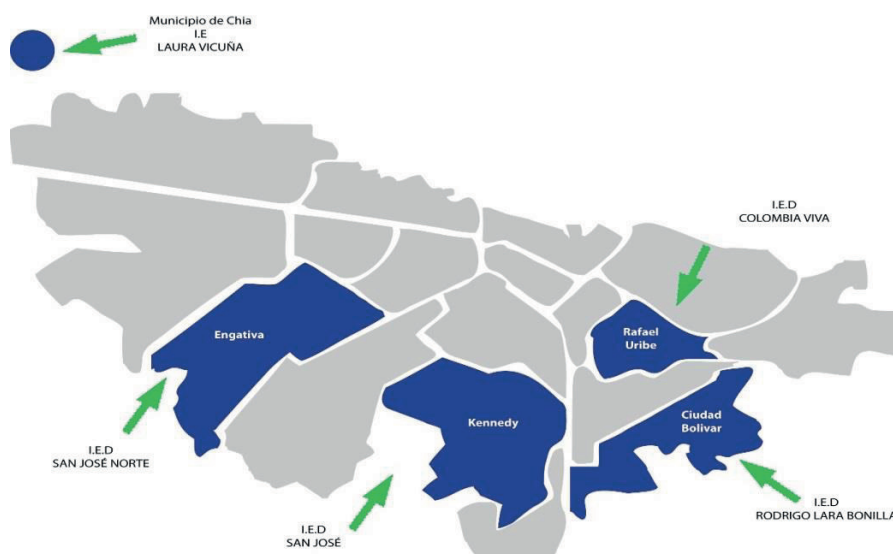 Municipio de Chia
I.E
LAURA VICUÑA
I.E.D
COLOMBIA VIVA
Engativa
Rafael
Uribe
Kennedy
Ciudad
Bolivar
I.E.D
SAN JOSÉ NORTE
I.E.D
SAN JOSÉ
I.E.D
RODRIGO LARA BONILLA